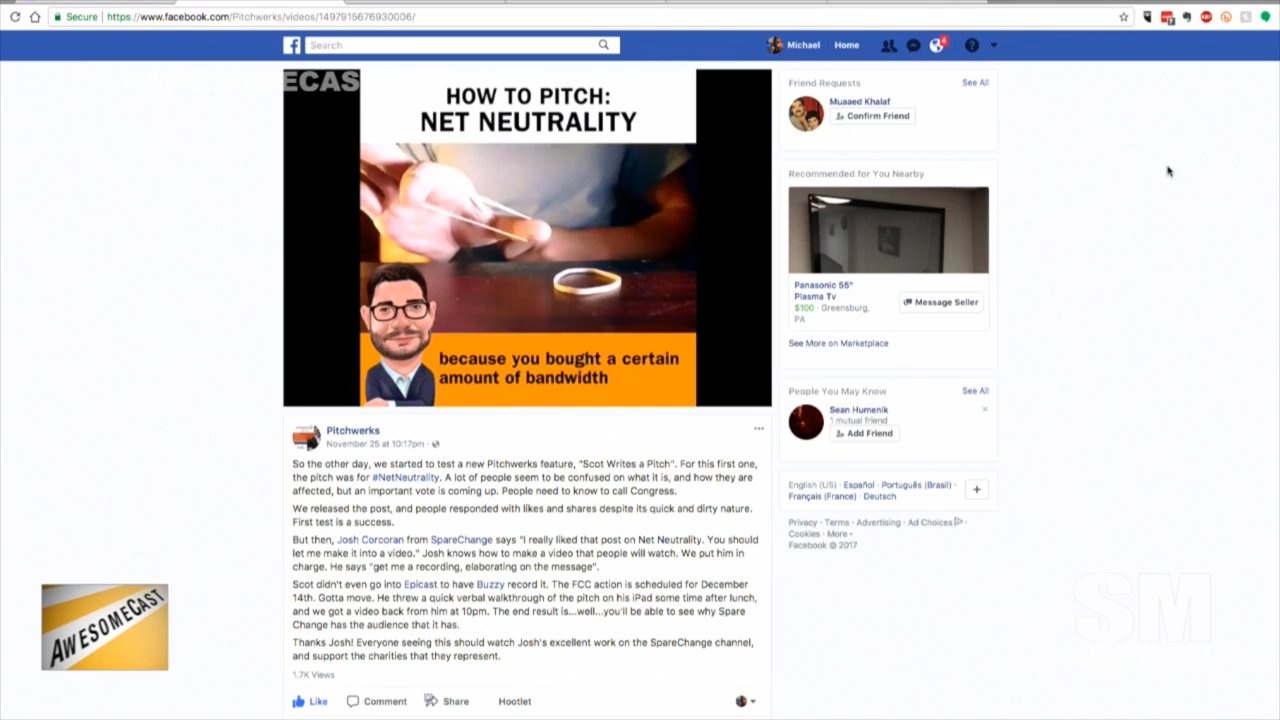 Secure https://www.facebook.com/Pitchwerks/videos/1497915676930006/
Search
Michael Home
4
ECAS
HOW TO PITCH:
NET NEUTRALITY
because you bought a certain
amount of bandwidth
Pitchwerks
November 25 at 10:17pm ·
So the other day, we started to test a new Pitchwerks feature, "Scot Writes a Pitch". For this first one,
the pitch was for #NetNeutrality. A lot of people seem to be confused on what it is, and how they are
affected, but an important vote is coming up. People need to know to call Congress.
We released the post, and people responded with likes and shares despite its quick and dirty nature.
First test is a success.
But then, Josh Corcoran from SpareChange says "I really liked that post on Net Neutrality. You should
let me make it into a video." Josh knows how to make a video that people will watch. We put him in
charge. He says "get me a recording, elaborating on the message".
Scot didn't even go into Epicast to have Buzzy record it. The FCC action is scheduled for December
14th. Gotta move. He threw a quick verbal walkthrough of the pitch on his iPad some time after lunch,
and we got a video back from him at 10pm. The end result is...well...you'll be able to see why Spare
Change has the audience that it has.
Thanks Josh! Everyone seeing this should watch Josh's excellent work on the SpareChange channel,
and support the charities that they represent.
1.7K Views
Like Comment Share Hootlet
Friend Requests See All
Muaaed Khalaf
Confirm Friend
Recommended for You Nearby
Panasonic 55"
Plasma Tv
$100 · Greensburg,
PA
Message Seller
See More on Marketplace
People You May Know See All
Sean Humenik
1 mutual friend
Add Friend
English (US) · Español · Português (Brasil) ·
Français (France) · Deutsch
Privacy · Terms · Advertising · Ad Choices ·
Cookies · More
Facebook © 2017
AWESOMECAST
SM